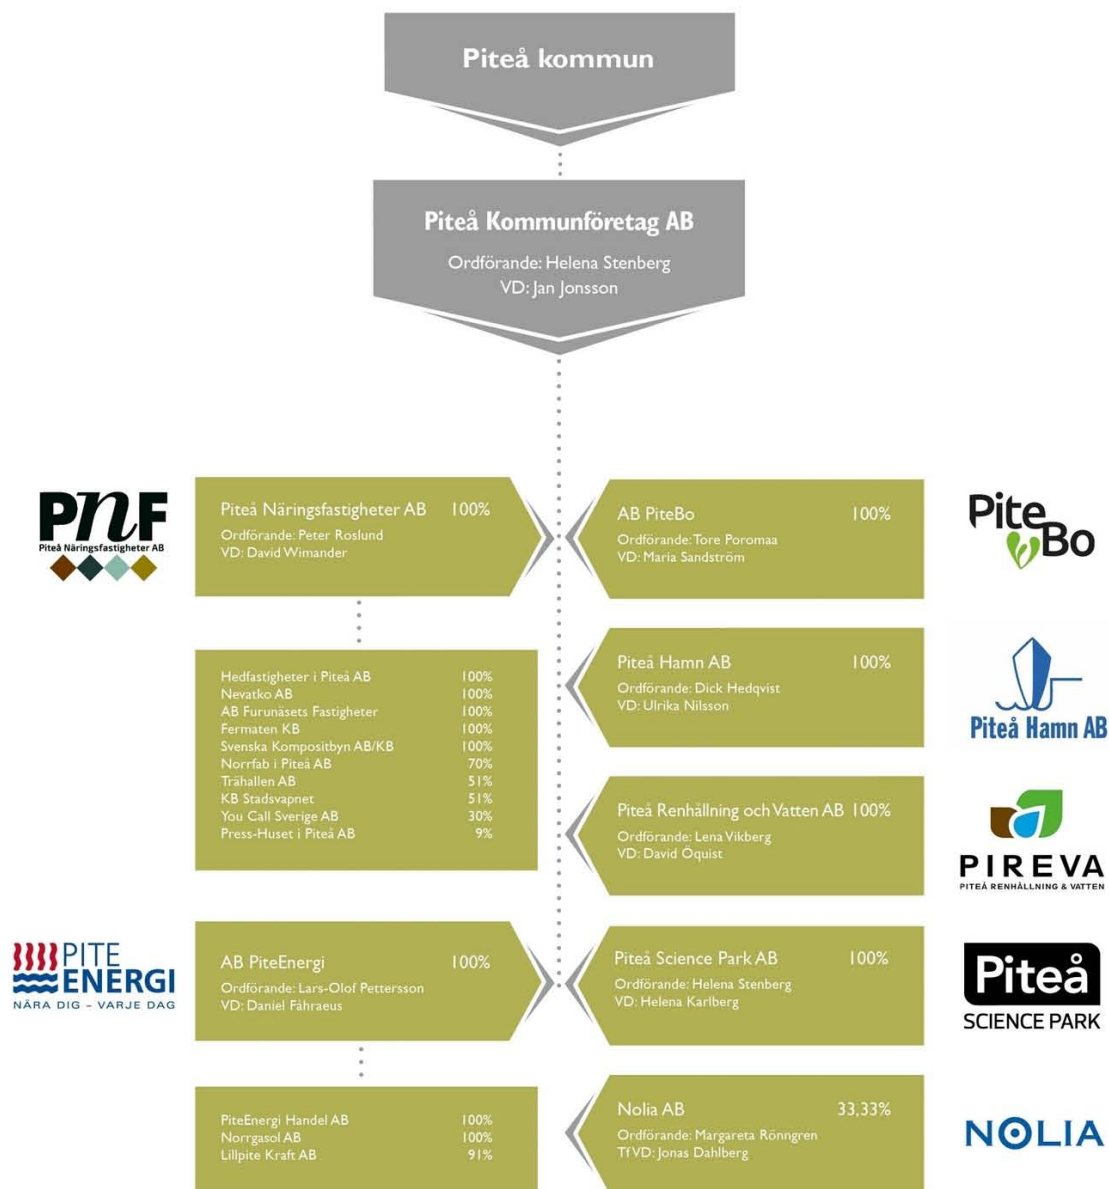 Piteå kommun
Piteå Kommunföretag AB
Ordförande: Helena Stenberg
VD: Jan Jonsson
PnF
Piteå Näringsfastigheter AB
Piteå Näringsfastigheter AB 100%
Ordförande: Peter Roslund
VD: David Wimander
AB PiteBo 100%
Ordförande: Tore Poromaa
VD: Maria Sandström
Pite
Bo
Hedfastigheter i Piteå AB 100%
Nevatko AB 100%
AB Furunäsets Fastigheter 100%
Fermaten KB 100%
Svenska Kompositbyn AB/KB 100%
Norrfab i Piteå AB 70%
Trähallen AB 51%
KB Stadsvapnet 51%
You Call Sverige AB 30%
Press-Huset i Piteå AB 9%
Piteå Hamn AB 100%
Ordförande: Dick Hedqvist
VD: Ulrika Nilsson
Piteå Hamn AB
Piteå Renhållning och Vatten AB 100%
Ordförande: Lena Vikberg
VD: David Öquist
PIREVA
PITEÅ RENHÅLLNING & VATTEN
PITE
ENERGI
NÄRA DIG – VARJE DAG
AB PiteEnergi 100%
Ordförande: Lars-Olof Pettersson
VD: Daniel Fåhraeus
Piteå Science Park AB 100%
Ordförande: Helena Stenberg
VD: Helena Karlberg
Piteå
SCIENCE PARK
PiteEnergi Handel AB 100%
Norrgasol AB 100%
Lillpite Kraft AB 91%
Nolia AB 33,33%
Ordförande: Margareta Rönngren
Tf VD: Jonas Dahlberg
NOLIA